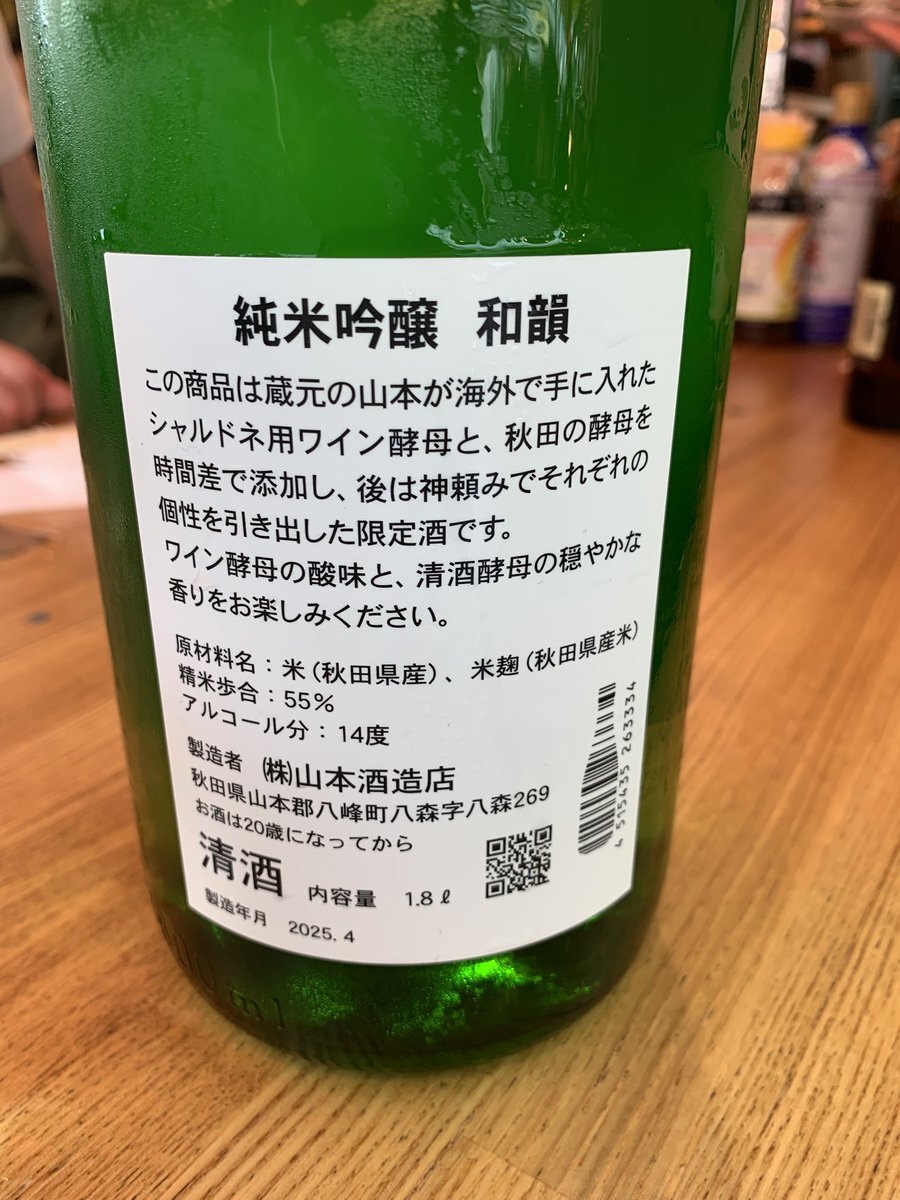 純米吟醸 和韻
この商品は蔵元の山本が海外で手に入れた
シャルドネ用ワイン酵母と、秋田の酵母を
時間差で添加し、後は神頼みでそれぞれの
個性を引き出した限定酒です。
ワイン酵母の酸味と、清酒酵母の穏やかな
香りをお楽しみください。
原材料名：米（秋田県産）、米麹（秋田県産米）
精米歩合：55%
アルコール分：14度
製造者 ㈱山本酒造店
秋田県山本郡八峰町八森字八森269
お酒は20歳になってから
清酒 内容量 1.8ℓ
製造年月 2025.4
4 515435 263334